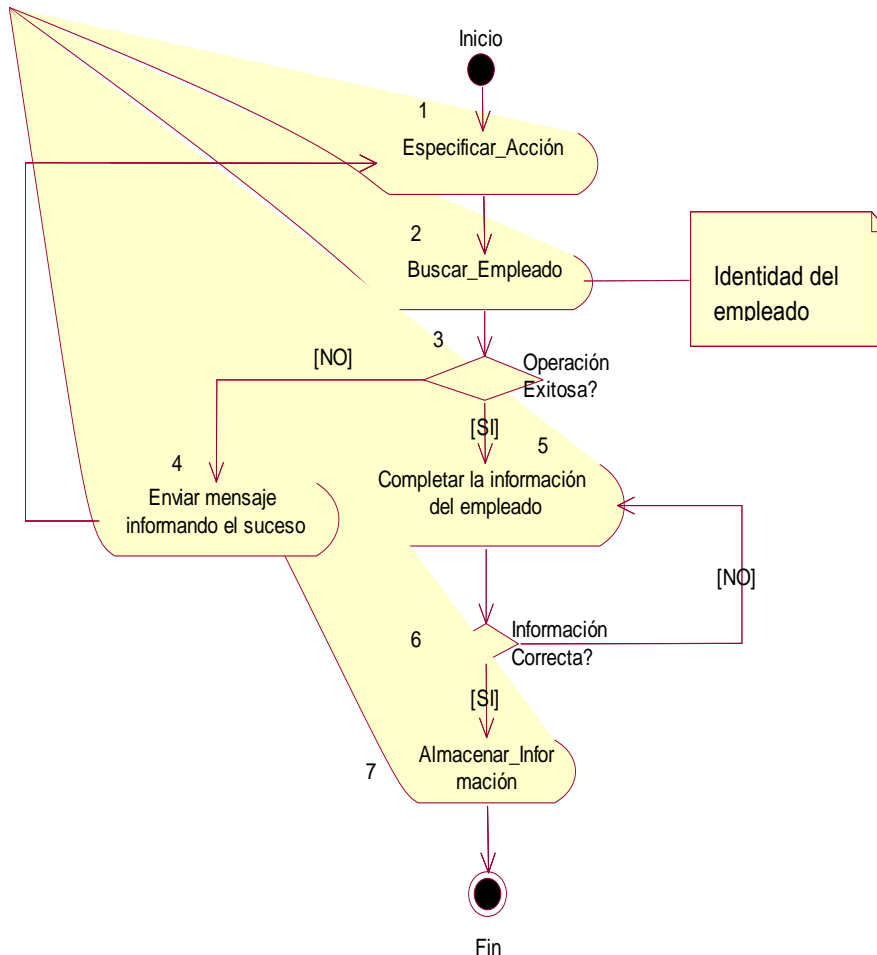 Inicio
1
Especificar_Acción
2
Buscar_Empleado
Identidad del
empleado
3
[NO]
Operación
Exitosa?
[SI]
5
4
Completar la información
del empleado
Enviar mensaje
informando el suceso
[NO]
6
Información
Correcta?
[SI]
Almacenar_Infor
mación
7
Fin